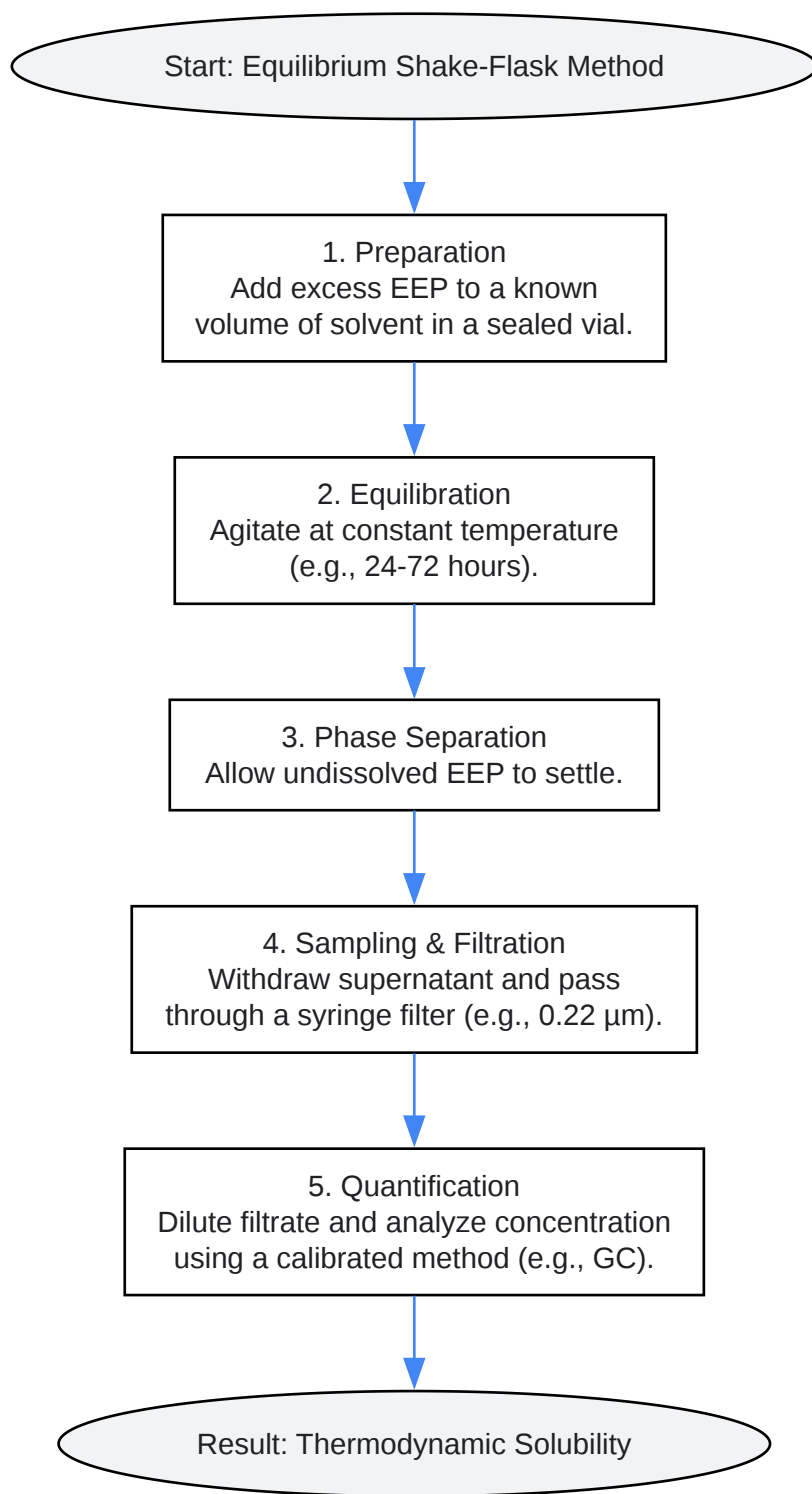 Start: Equilibrium Shake-Flask Method
1. Preparation
Add excess EEP to a known
volume of solvent in a sealed vial.
2. Equilibration
Agitate at constant temperature
(e.g., 24-72 hours).
3. Phase Separation
Allow undissolved EEP to settle.
4. Sampling & Filtration
Withdraw supernatant and pass
through a syringe filter (e.g., 0.22 µm).
5. Quantification
Dilute filtrate and analyze concentration
using a calibrated method (e.g., GC).
Result: Thermodynamic Solubility